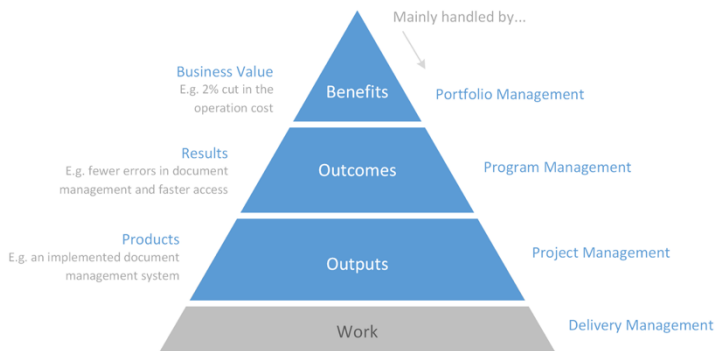 Mainly handled by...
Business Value
E.g. 2% cut in the
operation cost
Benefits
Portfolio Management
Results
E.g. fewer errors in document
management and faster access
Outcomes
Program Management
Products
E.g. an implemented document
management system
Outputs
Project Management
Work
Delivery Management